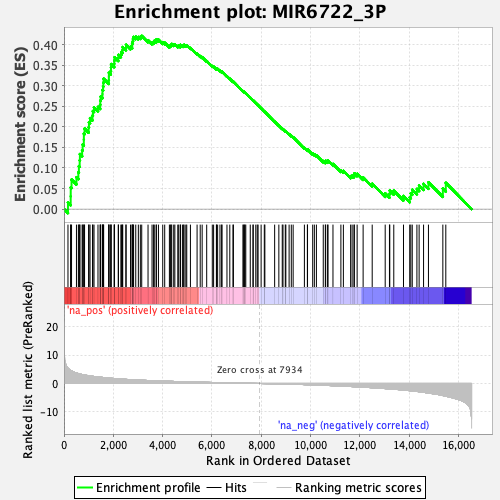 Enrichment plot: MIR6722_3P
Enrichment score (ES)
0.40
0.35
0.30
0.25
0.20
0.15
0.10
0.05
0.00
'na_pos' (positively correlated)
Ranked list metric (PreRanked)
20
10
0
-10
Zero cross at 7934
'na_neg' (negatively correlated)
0 2,000 4,000 6,000 8,000 10,000 12,000 14,000 16,000
Rank in Ordered Dataset
Enrichment profile Hits Ranking metric scores